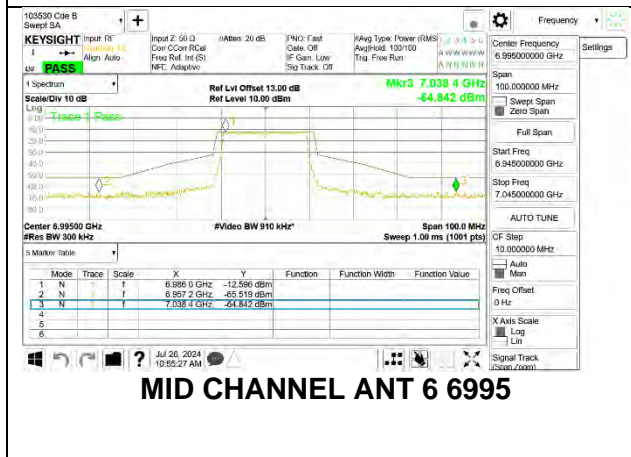 103530 Cde B
Swept SA
Frequency
Settings
KEYSIGHT
Input: RF
Align: Auto
Input Z: 50 Ω
Corr CCorr RCal
Freq Ref: Int (S)
NFE: Adaptive
#Atten: 20 dB
PNO: Fast
Gate: Off
IF Gain: Low
Sig Track: Off
#Avg Type: Power (RMS)
Avg|Hold: 100/100
Trig: Free Run
PASS
1 Spectrum
Scale/Div 10 dB
Log
Trace 1 Pass
Ref Lvl Offset 13.00 dB
Ref Level 10.00 dBm
Mkr3 7.038 4 GHz
-64.842 dBm
Center 6.99500 GHz
#Res BW 300 kHz
#Video BW 910 kHz*
Span 100.0 MHz
Sweep 1.00 ms (1001 pts)
5 Marker Table
Mode Trace Scale X Y Function Function Width Function Value
1 N 1 f 6.986 0 GHz -12.596 dBm
2 N 1 f 6.957 2 GHz -65.519 dBm
3 N 1 f 7.038 4 GHz -64.842 dBm
4
5
6
Jul 26, 2024
10:55:27 AM
Center Frequency
6.995000000 GHz
Span
100.000000 MHz
Swept Span
Zero Span
Full Span
Start Freq
6.945000000 GHz
Stop Freq
7.045000000 GHz
AUTO TUNE
CF Step
10.000000 MHz
Auto
Man
Freq Offset
0 Hz
X Axis Scale
Log
Lin
Signal Track
(Span Zoom)
MID CHANNEL ANT 6 6995